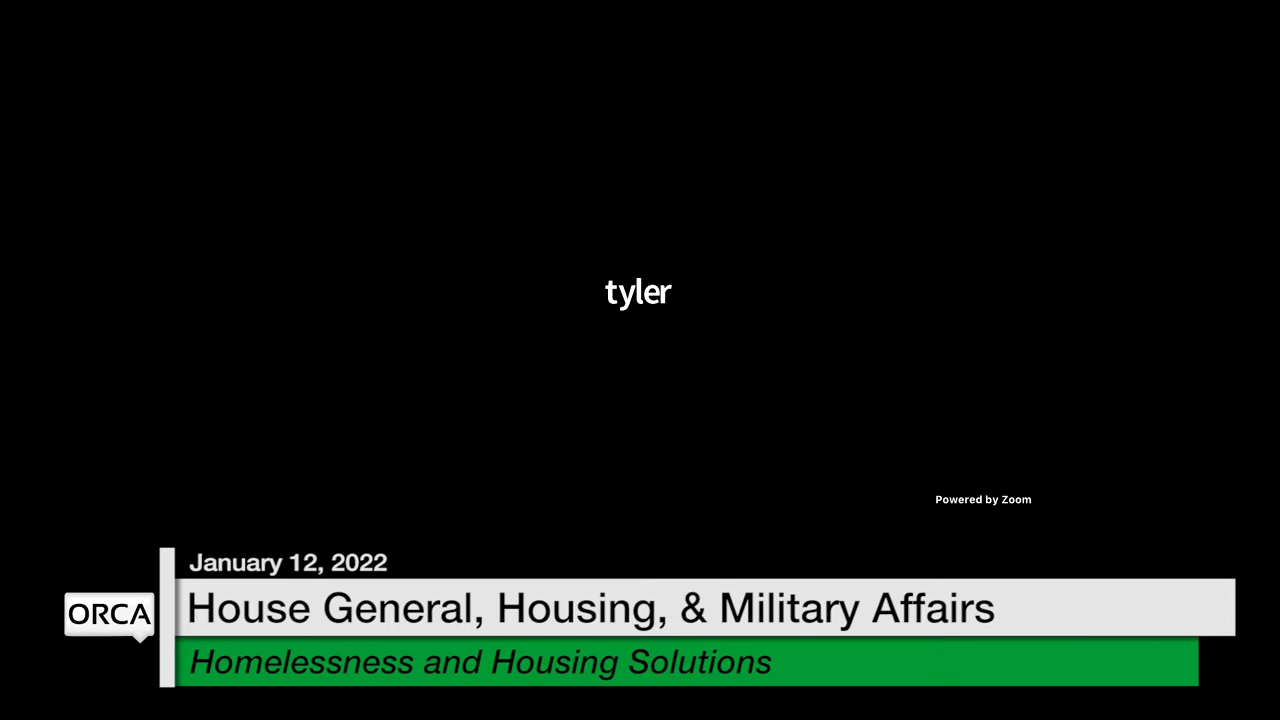 tyler
Powered by Zoom
January 12, 2022
ORCA
House General, Housing, & Military Affairs
Homelessness and Housing Solutions